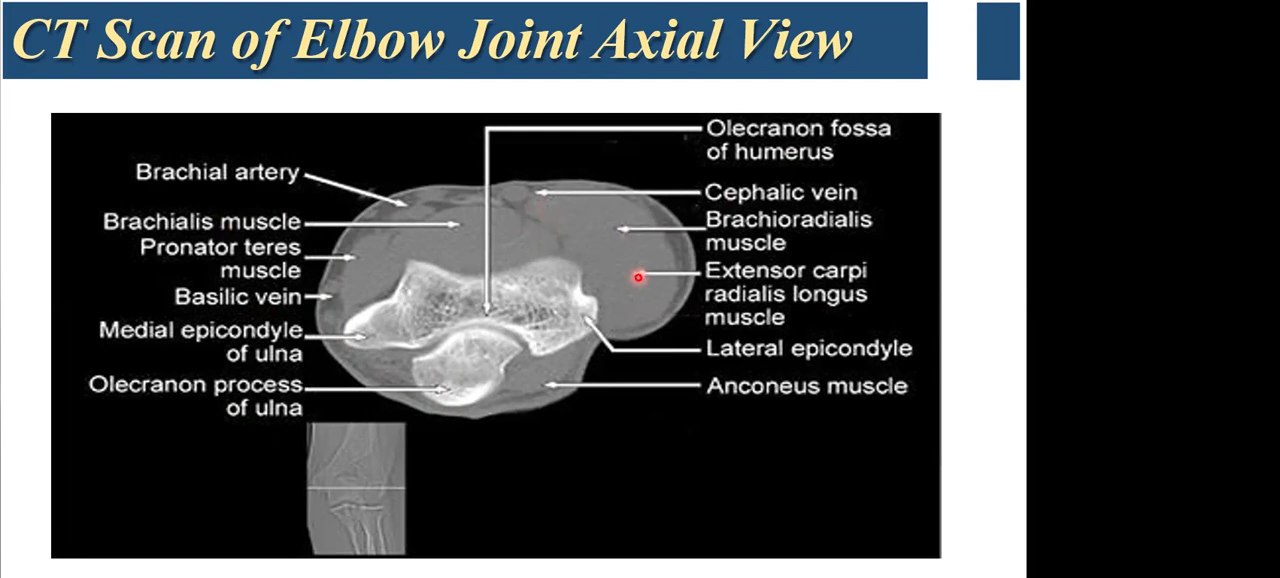 CT Scan of Elbow Joint Axial View
Brachial artery
Brachialis muscle
Pronator teres
muscle
Basilic vein
Medial epicondyle
of ulna
Olecranon process
of ulna
Olecranon fossa
of humerus
Cephalic vein
Brachioradialis
muscle
Extensor carpi
radialis longus
muscle
Lateral epicondyle
Anconeus muscle